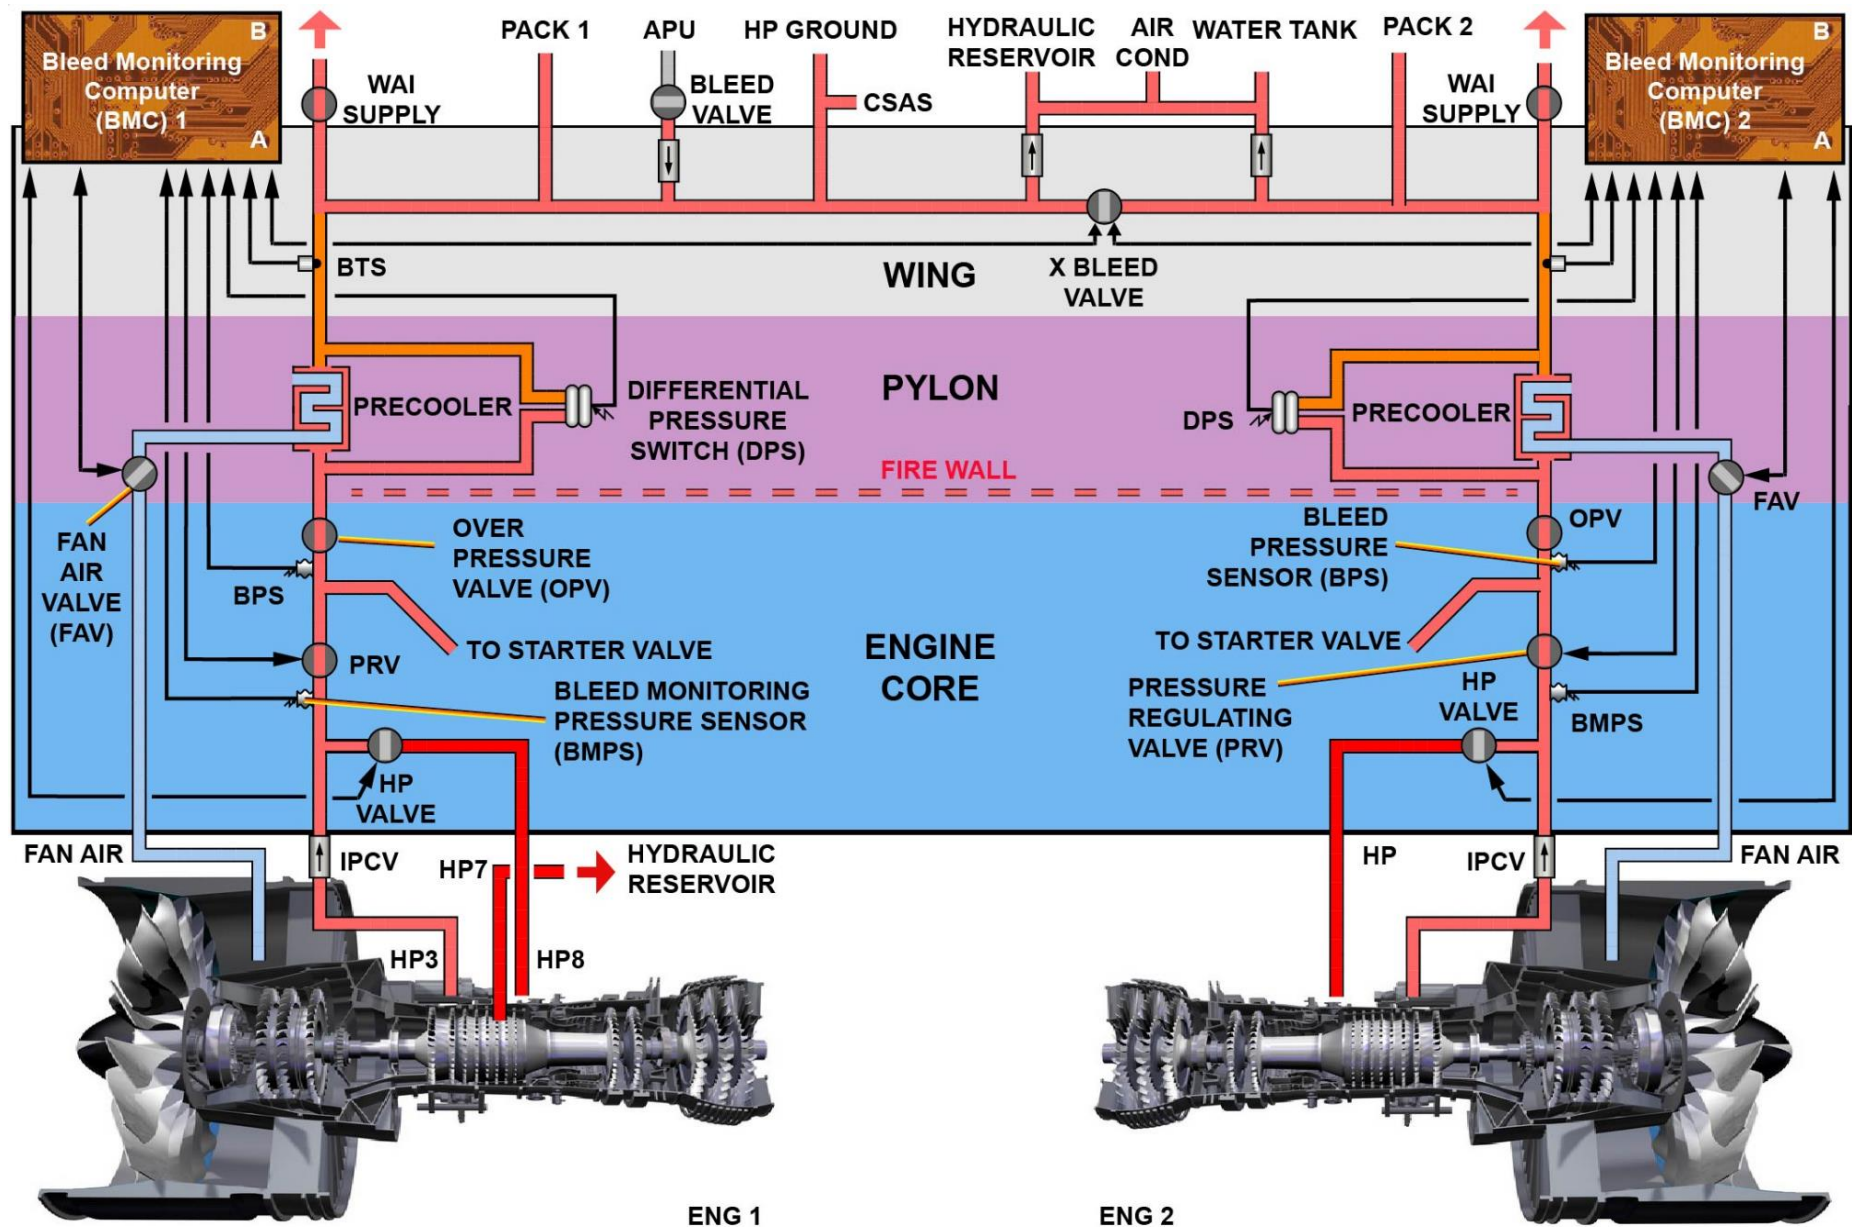 B
Bleed Monitoring
Computer
(BMC) 1
A
WAI
SUPPLY
PACK 1
APU
BLEED
VALVE
HP GROUND
CSAS
HYDRAULIC
RESERVOIR
AIR
COND
WATER TANK
PACK 2
WAI
SUPPLY
B
Bleed Monitoring
Computer
(BMC) 2
A
BTS
WING
X BLEED
VALVE
PRECOOLER
DIFFERENTIAL
PRESSURE
SWITCH (DPS)
PYLON
FIRE WALL
DPS
PRECOOLER
FAV
FAN
AIR
VALVE
(FAV)
BPS
OVER
PRESSURE
VALVE (OPV)
BLEED
PRESSURE
SENSOR (BPS)
OPV
TO STARTER VALVE
PRV
BLEED MONITORING
PRESSURE SENSOR
(BMPS)
ENGINE
CORE
TO STARTER VALVE
PRESSURE
REGULATING
VALVE (PRV)
HP
VALVE
BMPS
HP
VALVE
FAN AIR
IPCV
HP7
HYDRAULIC
RESERVOIR
HP
IPCV
FAN AIR
HP3
HP8
ENG 1
ENG 2